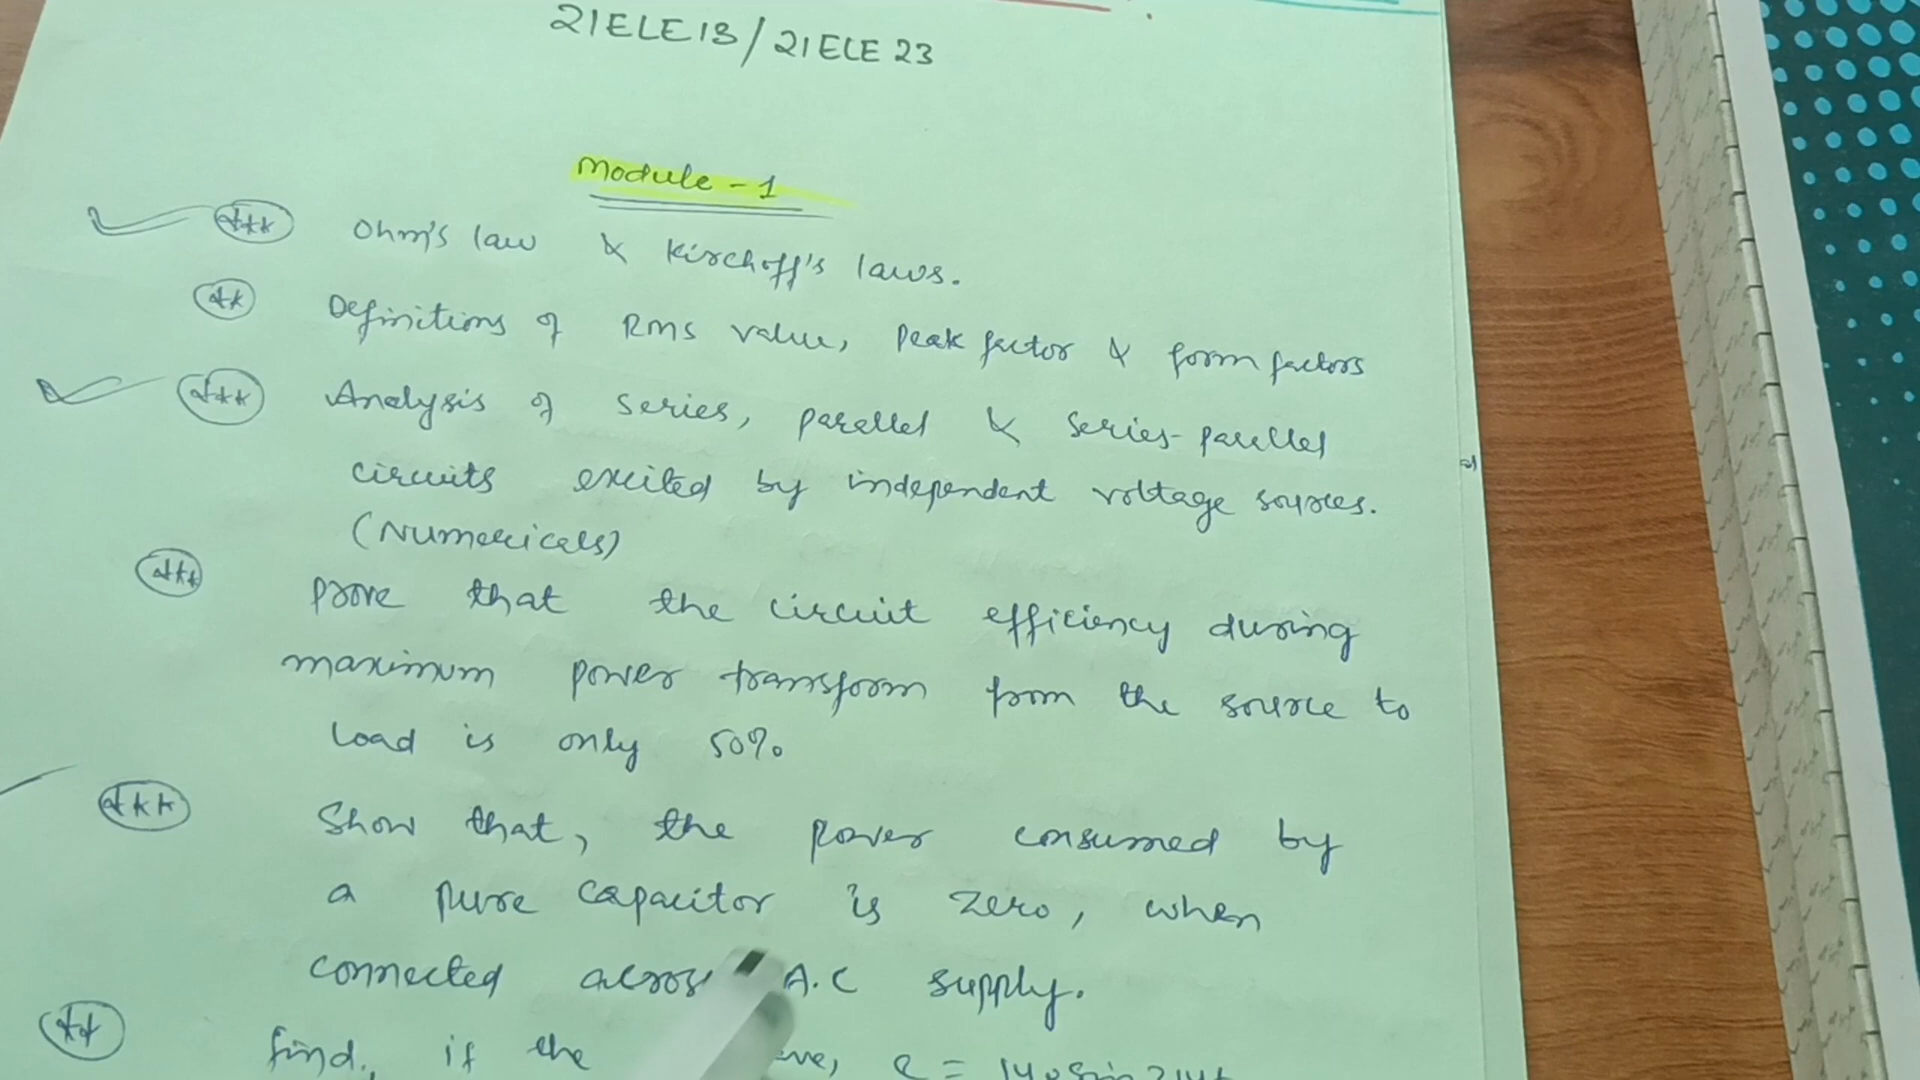 21ELE13/21ELE23
Module-1
*** Ohm's law & Kirchoff's laws.
** Definitions of RMS value, Peak factor & form factors
*** Analysis of series, parallel & series-parallel
circuits excited by independent voltage sources.
(Numericals)
*** Prove that the circuit efficiency during
maximum power transform from the source to
load is only 50%
*** Show that, the power consumed by
a pure capacitor is zero, when
connected across A.C supply.
** find, if the